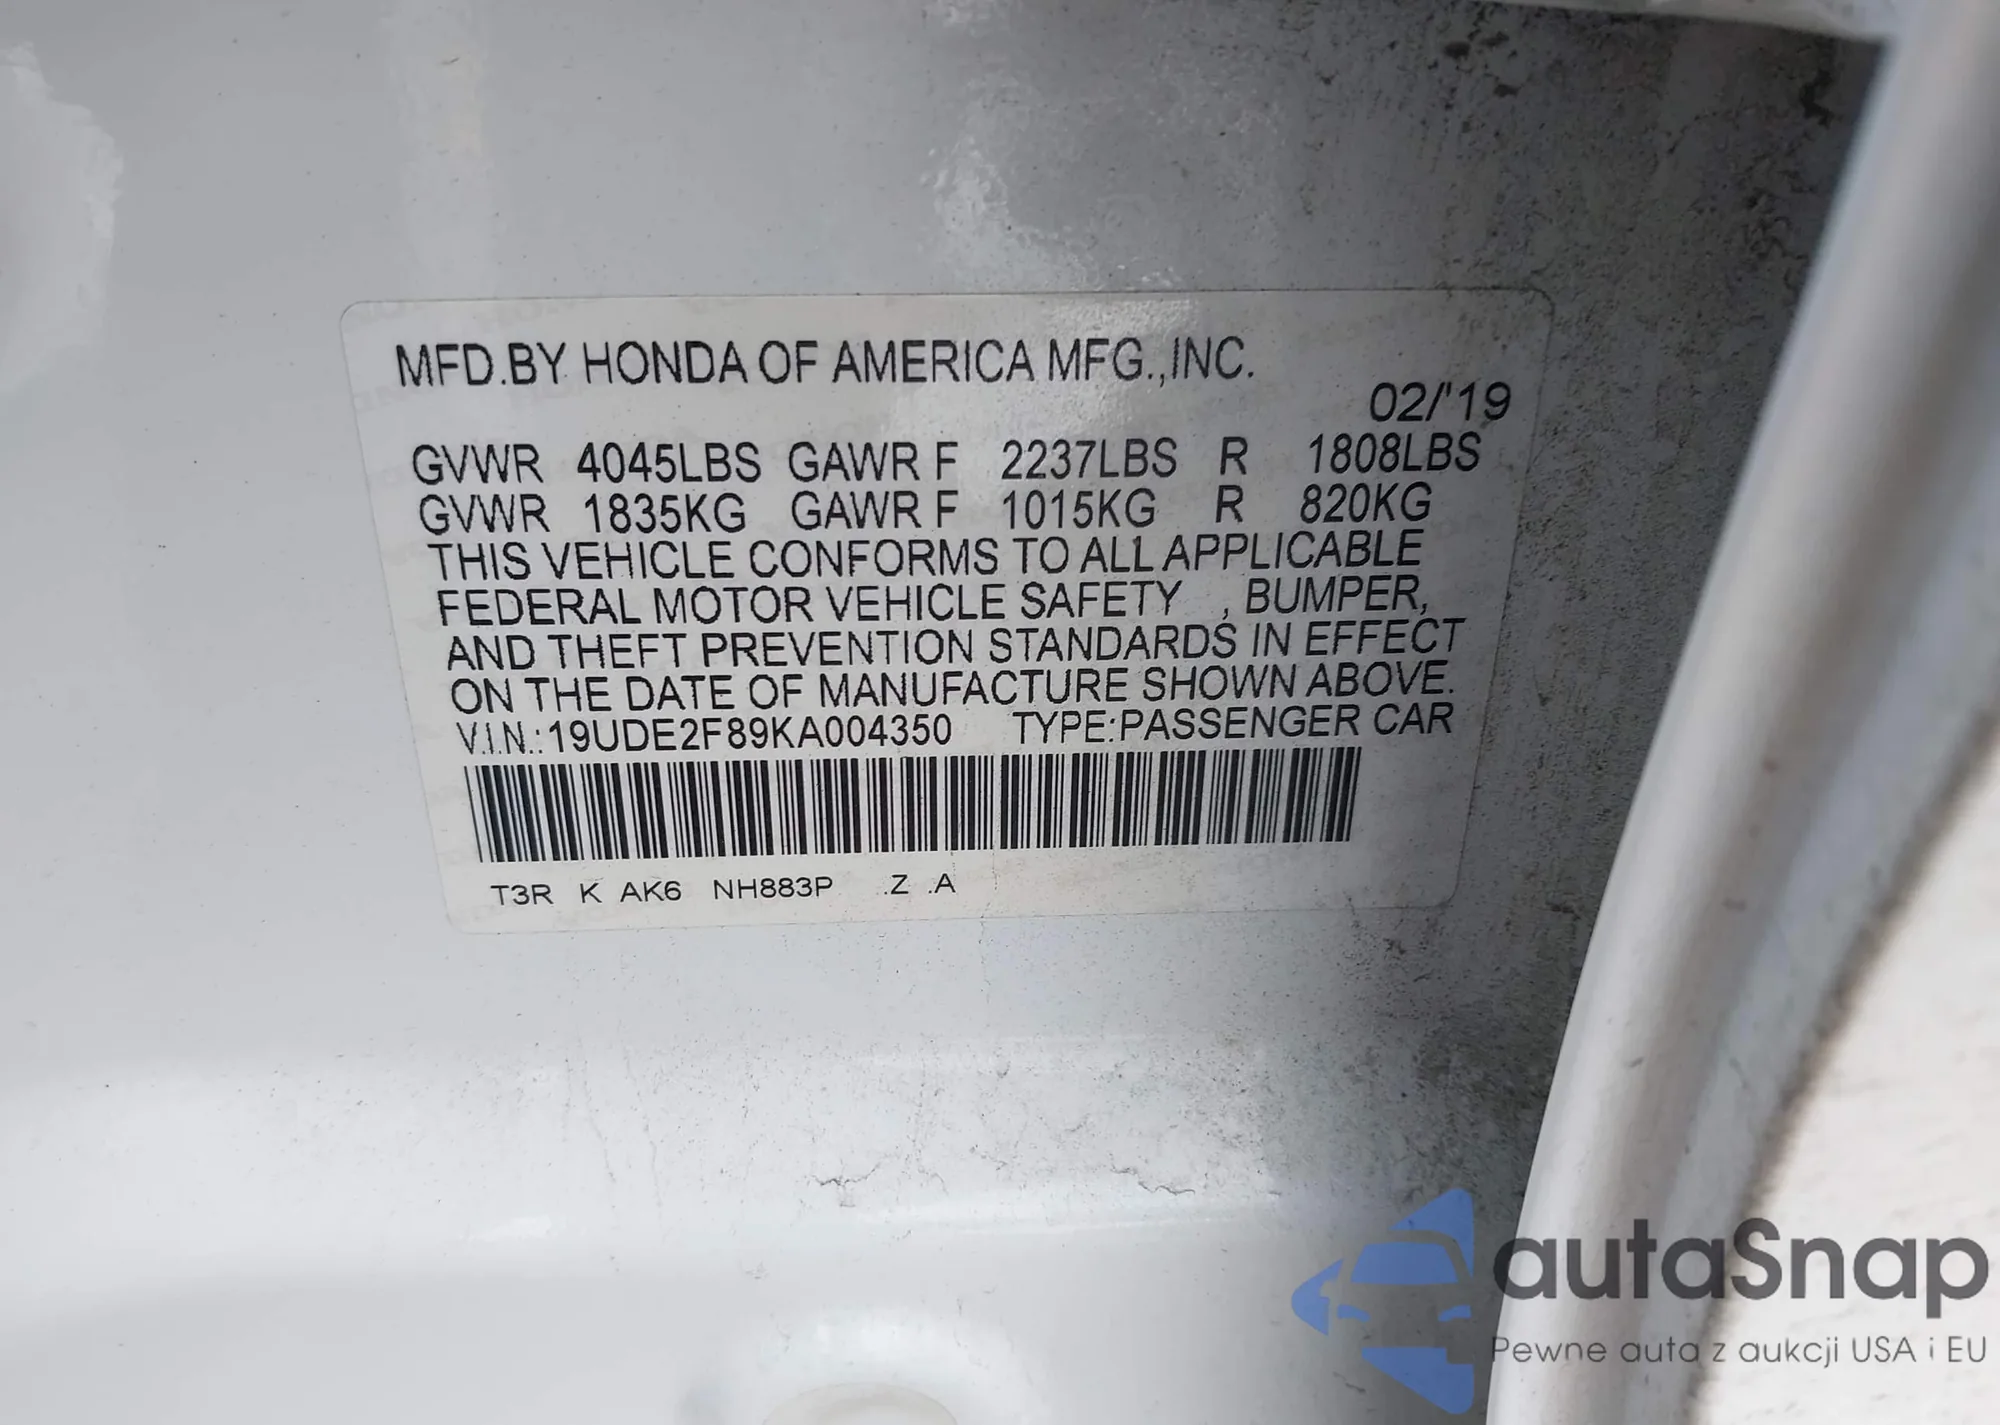 MFD.BY HONDA OF AMERICA MFG.,INC.
02/'19
GVWR 4045LBS GAWR F 2237LBS R 1808LBS
GVWR 1835KG GAWR F 1015KG R 820KG
THIS VEHICLE CONFORMS TO ALL APPLICABLE
FEDERAL MOTOR VEHICLE SAFETY , BUMPER,
AND THEFT PREVENTION STANDARDS IN EFFECT
ON THE DATE OF MANUFACTURE SHOWN ABOVE.
V.I.N.:19UDE2F89KA004350 TYPE:PASSENGER CAR
T3R K AK6 NH883P .Z .A
autaSnap
Pewne auta z aukcji USA i EU